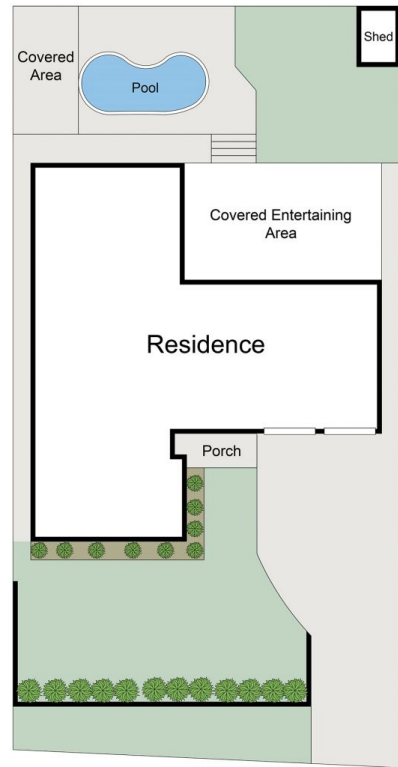 Covered
Area
Pool
Shed
Covered Entertaining
Area
Residence
Porch